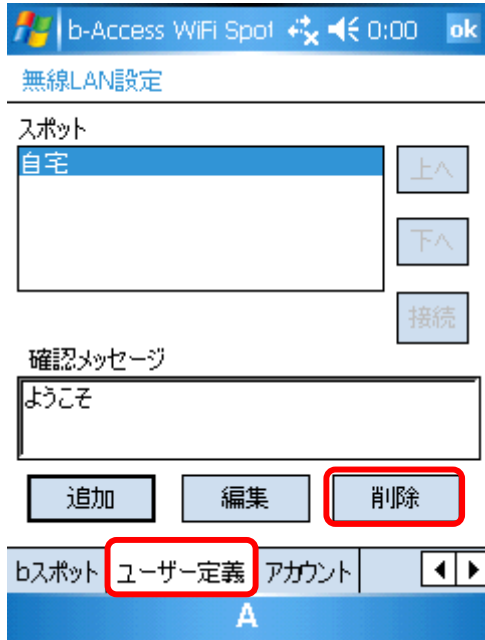 b-Access WiFi Spot 0:00 ok
無線LAN設定
スポット
自宅
上へ
下へ
接続
確認メッセージ
ようこそ
追加 編集 削除
bスポット ユーザー定義 アカウント
A